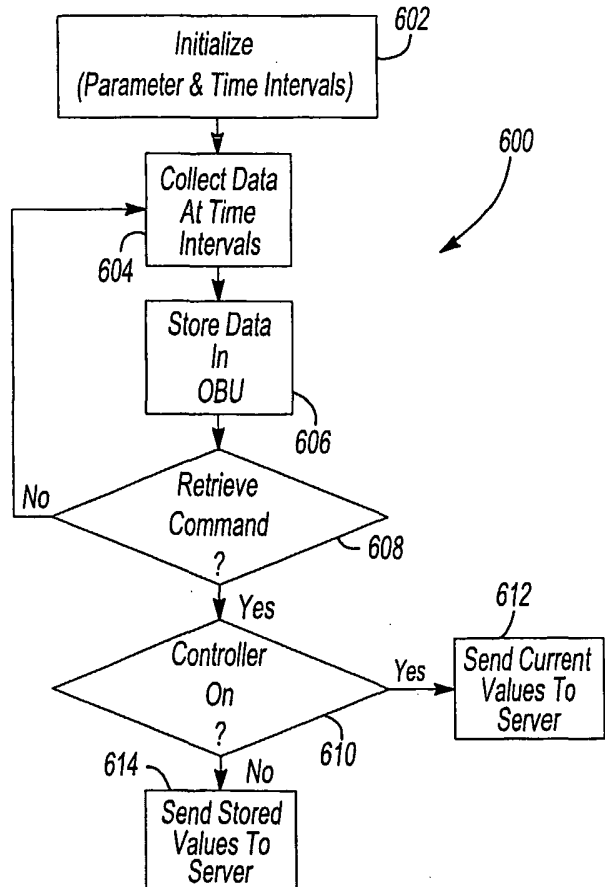 602
Initialize
(Parameter & Time Intervals)
600
Collect Data
At Time
Intervals
604
Store Data
In
OBU
606
No
Retrieve
Command
?
608
Yes
612
Controller
On
?
Yes
Send Current
Values To
Server
610
614
No
Send Stored
Values To
Server